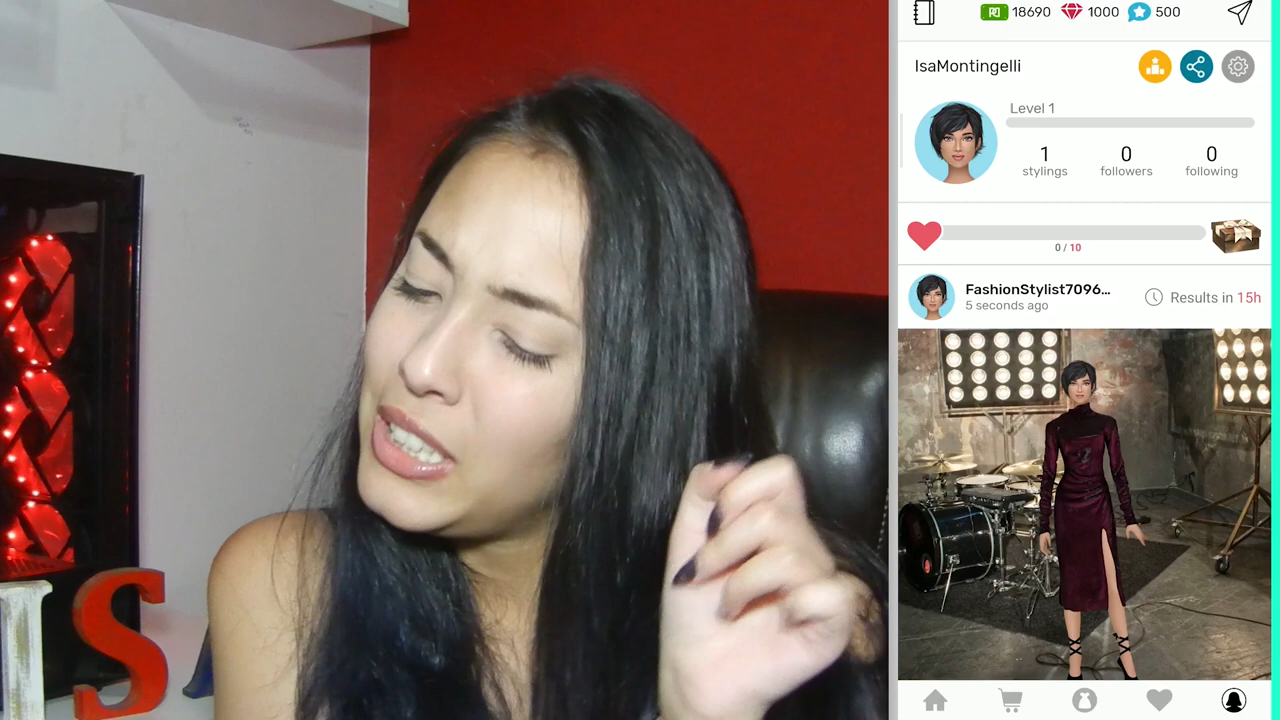 18690 1000 500
IsaMontingelli
Level 1
1 0 0
stylings followers following
0 / 10
FashionStylist7096...
5 seconds ago
Results in 15h
IS